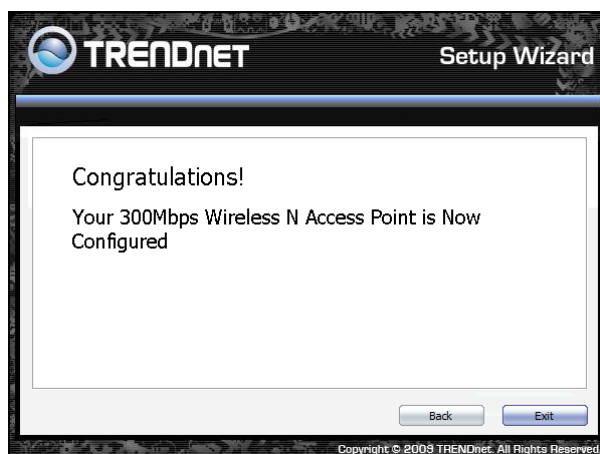 TRENDNET
Setup Wizard
Congratulations!
Your 300Mbps Wireless N Access Point is Now
Configured
Back
Exit
Copyright © 2009 TRENDnet. All Rights Reserved